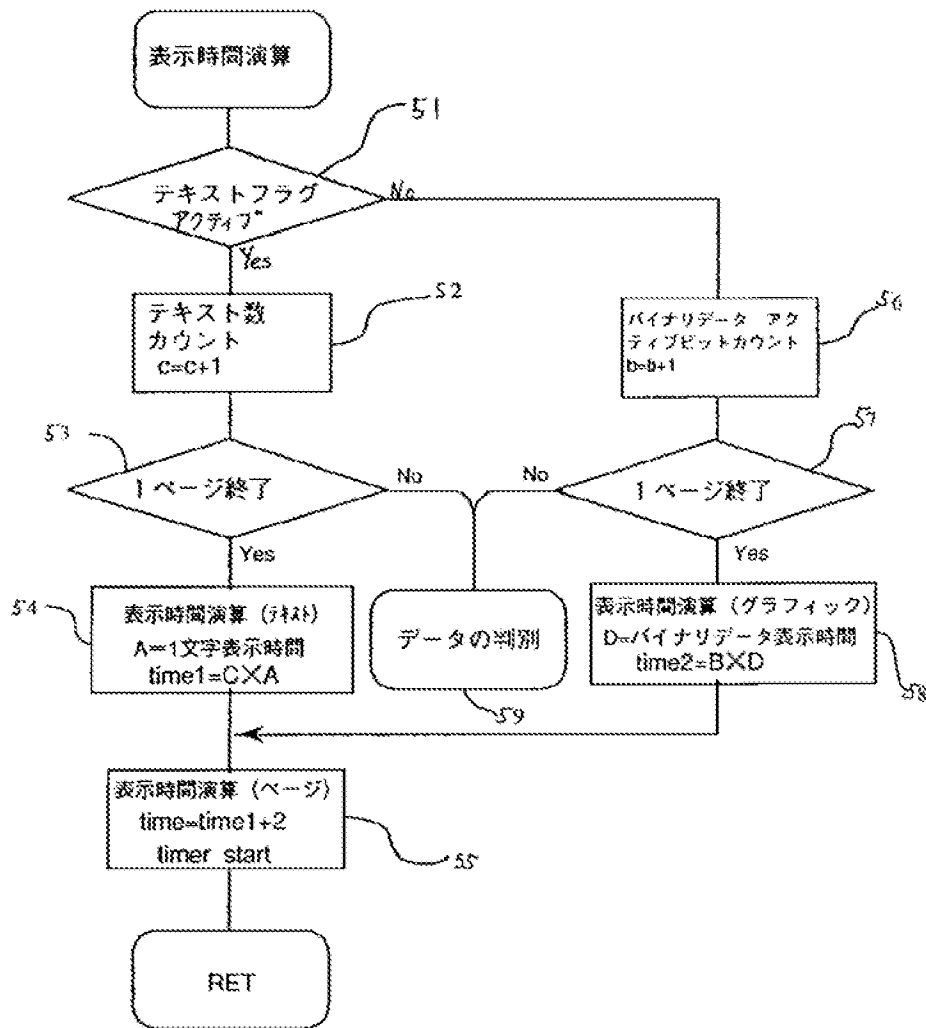 表示時間演算
51
テキストフラグ
アクティブ
No
Yes
52
テキスト数
カウント
c=c+1
56
バイナリデータ アク
ティブビットカウント
b=b+1
53
1ページ終了
No
Yes
57
1ページ終了
No
Yes
54
表示時間演算 (テキスト)
A=1文字表示時間
time1=C×A
データの判別
59
表示時間演算 (グラフィック)
D=バイナリデータ表示時間
time2=B×D
58
表示時間演算 (ページ)
time=time1+2
timer start
55
RET